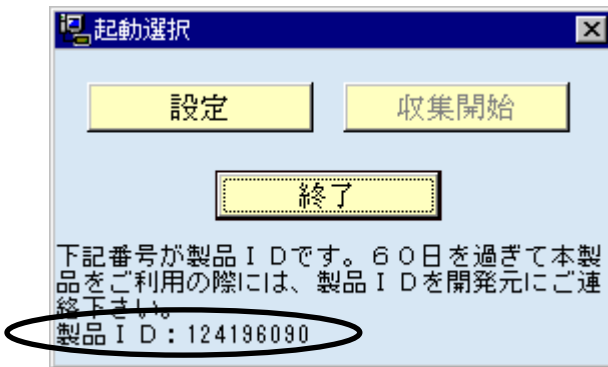 起動選択
設定 収集開始
終了
下記番号が製品ＩＤです。６０日を過ぎて本製
品をご利用の際には、製品ＩＤを開発元にご連
絡下さい。
製品ＩＤ：124196090